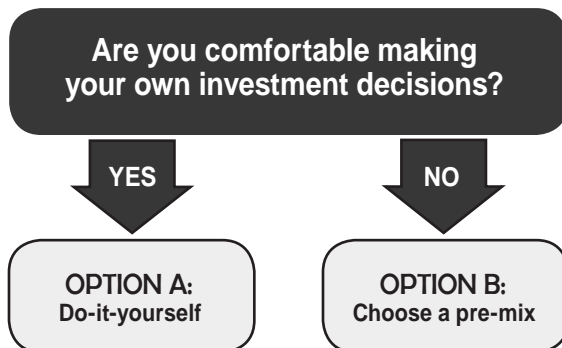 Are you comfortable making
your own investment decisions?
YES
NO
OPTION A:
Do-it-yourself
OPTION B:
Choose a pre-mix